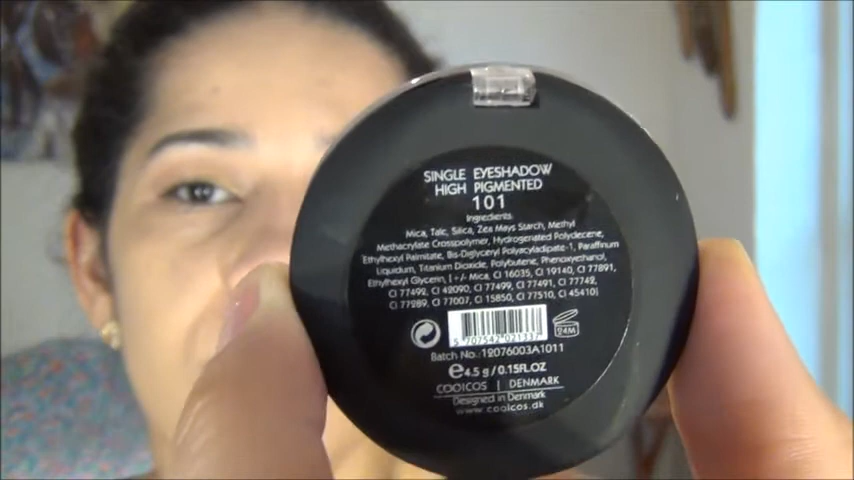 SINGLE EYESHADOW
HIGH PIGMENTED
101
Ingredients:
Mica, Talc, Silica, Zea Mays Starch, Methyl
Methacrylate Crosspolymer, Hydrogenated Polydecene,
Ethylhexyl Palmitate, Bis-Diglyceryl Polyacyladipate-1, Paraffinum
Liquidum, Titanium Dioxide, Polybutene, Phenoxyethanol,
Ethylhexyl Glycerin, [+/- Mica, CI 16035, CI 19140, CI 77891,
CI 77492, CI 42090, CI 77499, CI 77491, CI 77742,
CI 77289, CI 77007, CI 15850, CI 77510, CI 45410]
5 707542 021337
24M
Batch No.:12076003A1011
e4.5 g/0.15FL.OZ
COOLCOS | DENMARK
Designed in Denmark
www.coolcos.dk